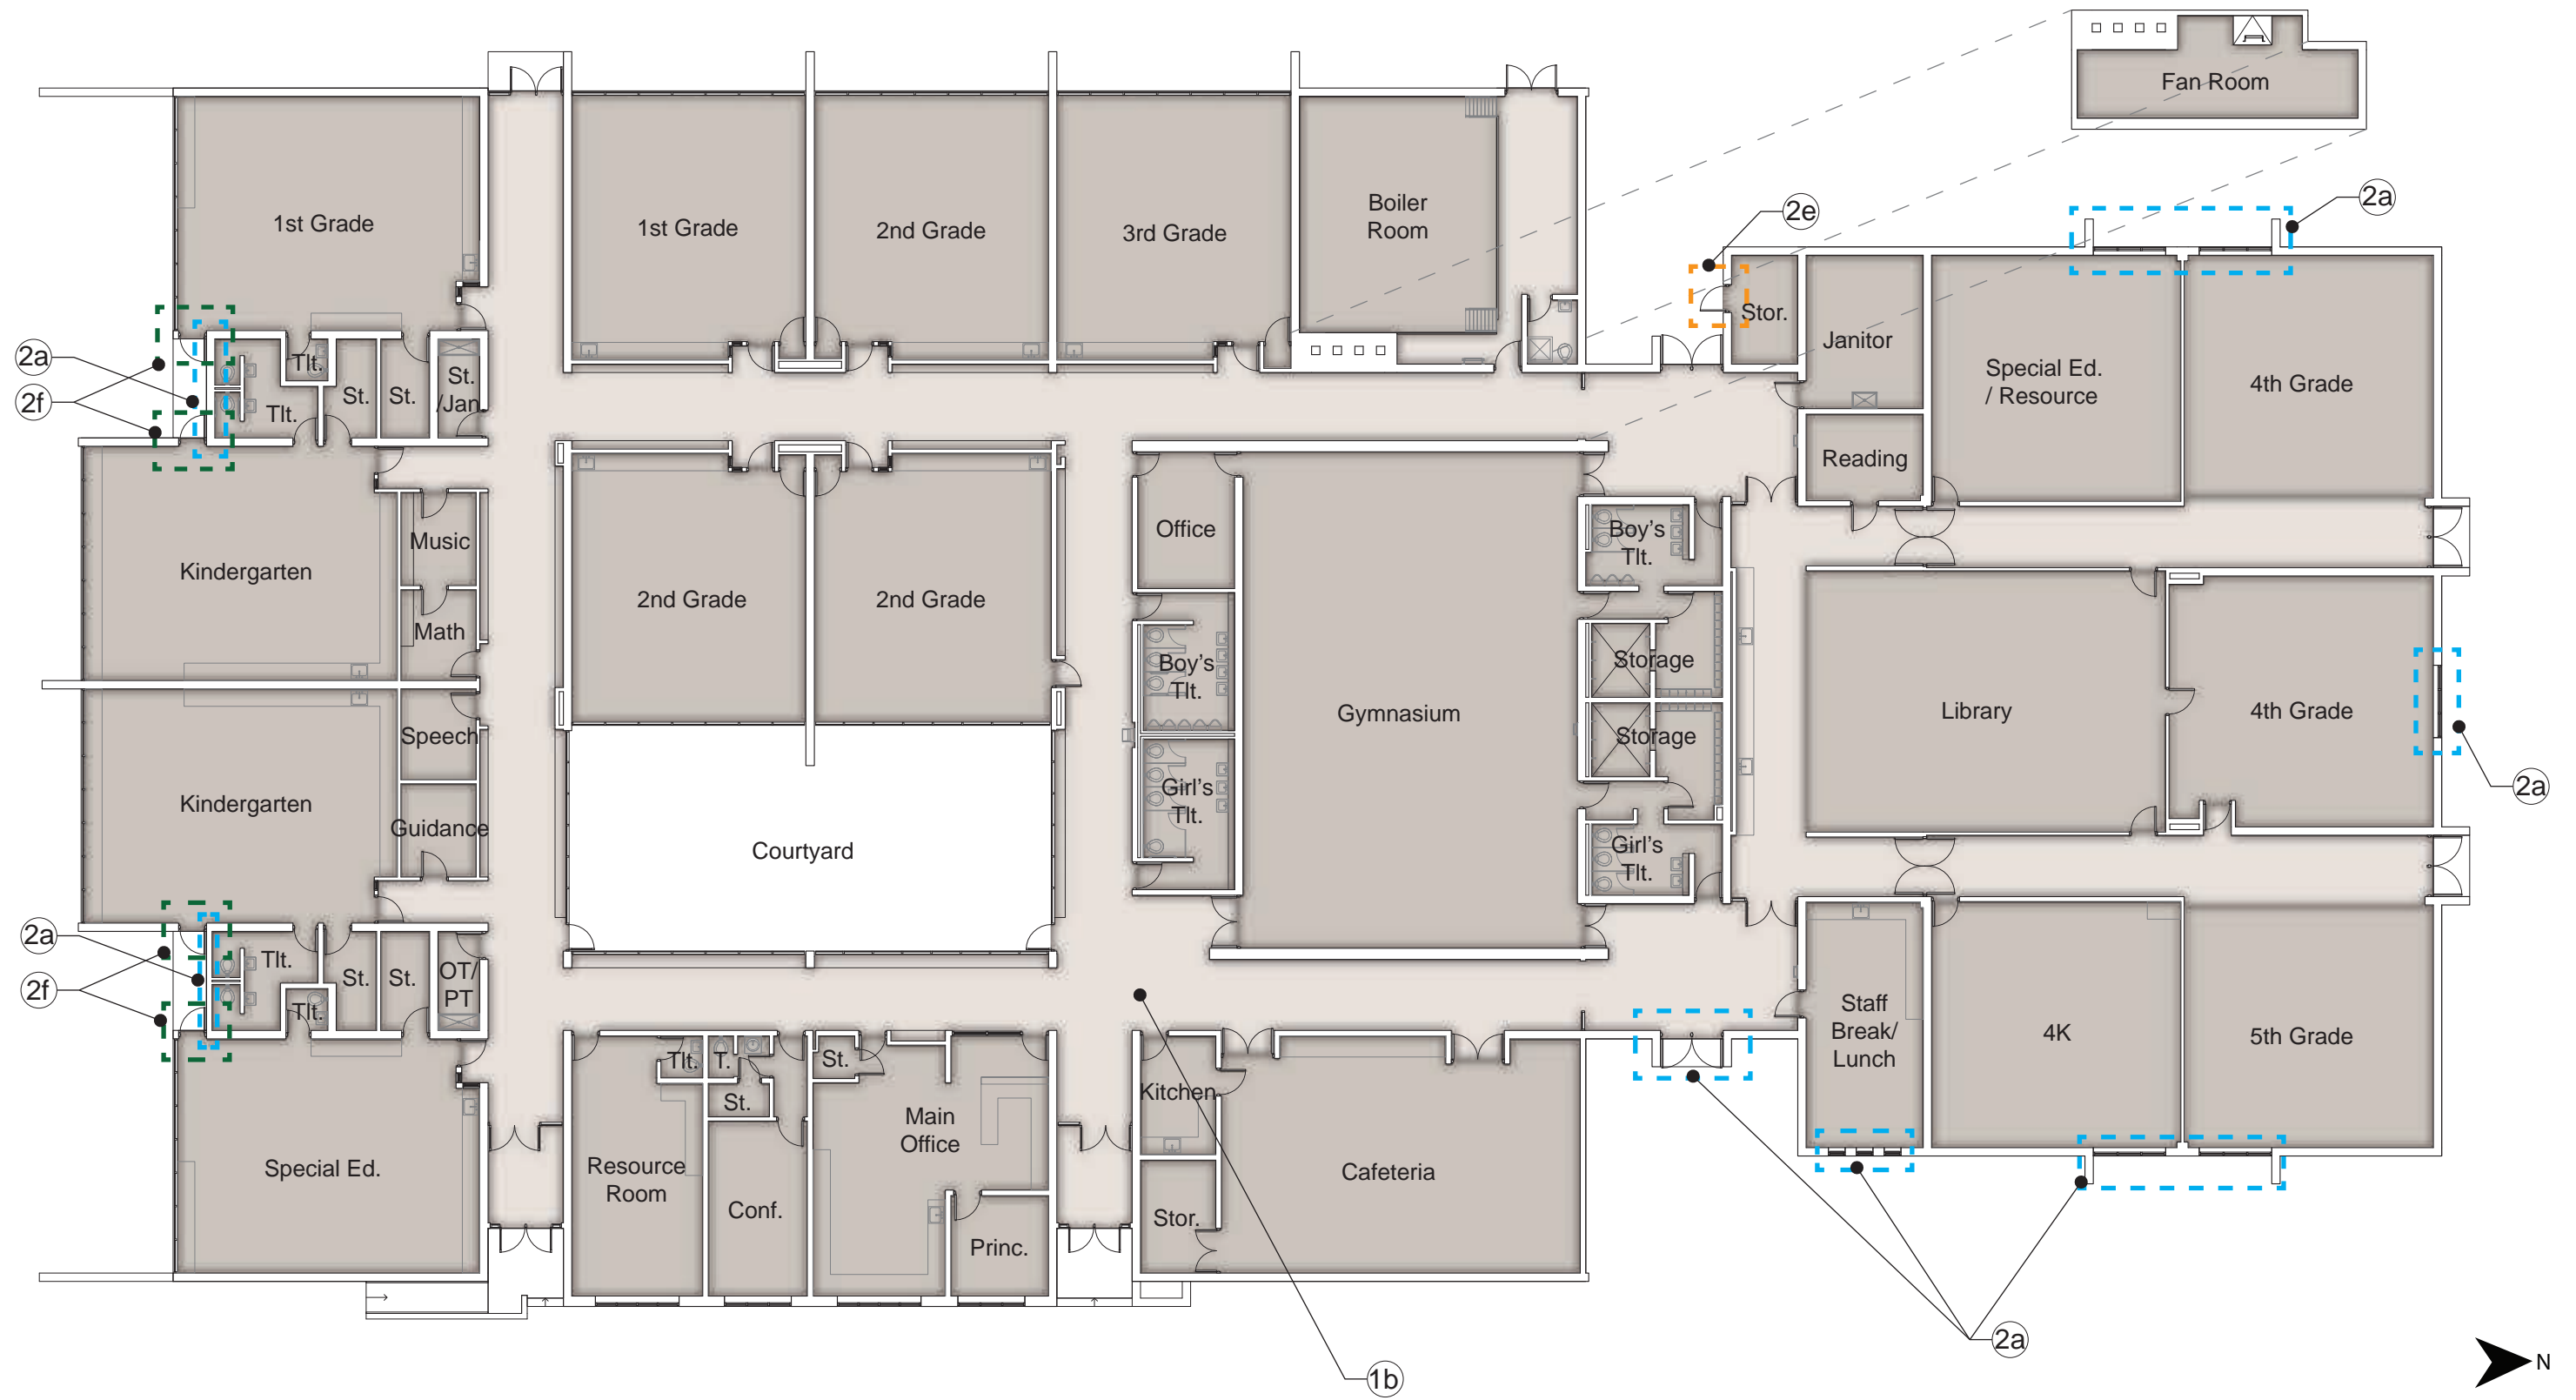 Fan Room
2a
2e
1st Grade
1st Grade
2nd Grade
3rd Grade
Boiler
Room
Stor.
Janitor
Special Ed.
/ Resource
4th Grade
2a
2f
Tlt.
Tlt.
St.
St.
St.
/Jan
Reading
Kindergarten
Music
Math
2nd Grade
2nd Grade
Office
Boy's
Tlt.
Boy's
Tlt.
Storage
Gymnasium
Library
4th Grade
2a
Kindergarten
Speech
Guidance
Courtyard
Girl's
Tlt.
Storage
Girl's
Tlt.
2a
2f
Tlt.
Tlt.
St.
St.
OT/
PT
Staff
Break/
Lunch
4K
5th Grade
Special Ed.
Resource
Room
Tlt.
T.
St.
St.
Conf.
Main
Office
Princ.
Kitchen
Stor.
Cafeteria
2a
1b
N